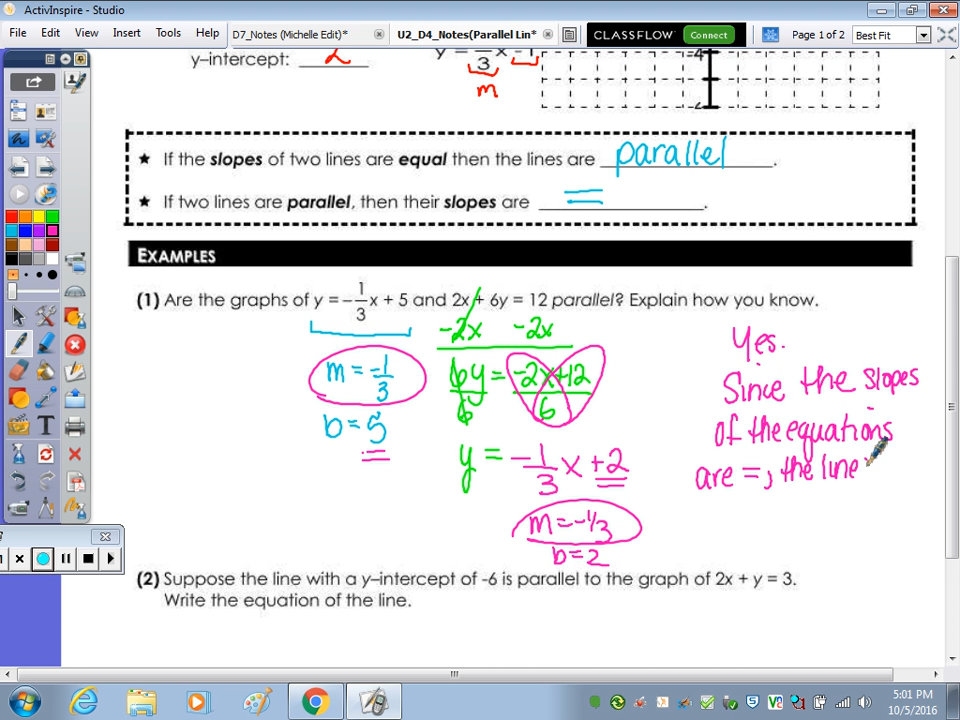 ActivInspire - Studio
File Edit View Insert Tools Help D7_Notes (Michelle Edit)* U2_D4_Notes(Parallel Lin* CLASSFLOW Connect Page 1 of 2 Best Fit
y-intercept: 2 y = 3 x -1
m
★ If the slopes of two lines are equal then the lines are parallel.
★ If two lines are parallel, then their slopes are =.
EXAMPLES
(1) Are the graphs of y = -1/3 x + 5 and 2x + 6y = 12 parallel? Explain how you know.
-2x -2x
Yes.
m = -1/3 6y = -2x+12 Since the slopes
6 6
b = 5 of the equations
y = -1/3 x +2 are =, the line
m = -1/3
b = 2
(2) Suppose the line with a y–intercept of -6 is parallel to the graph of 2x + y = 3.
Write the equation of the line.
5:01 PM
10/5/2016